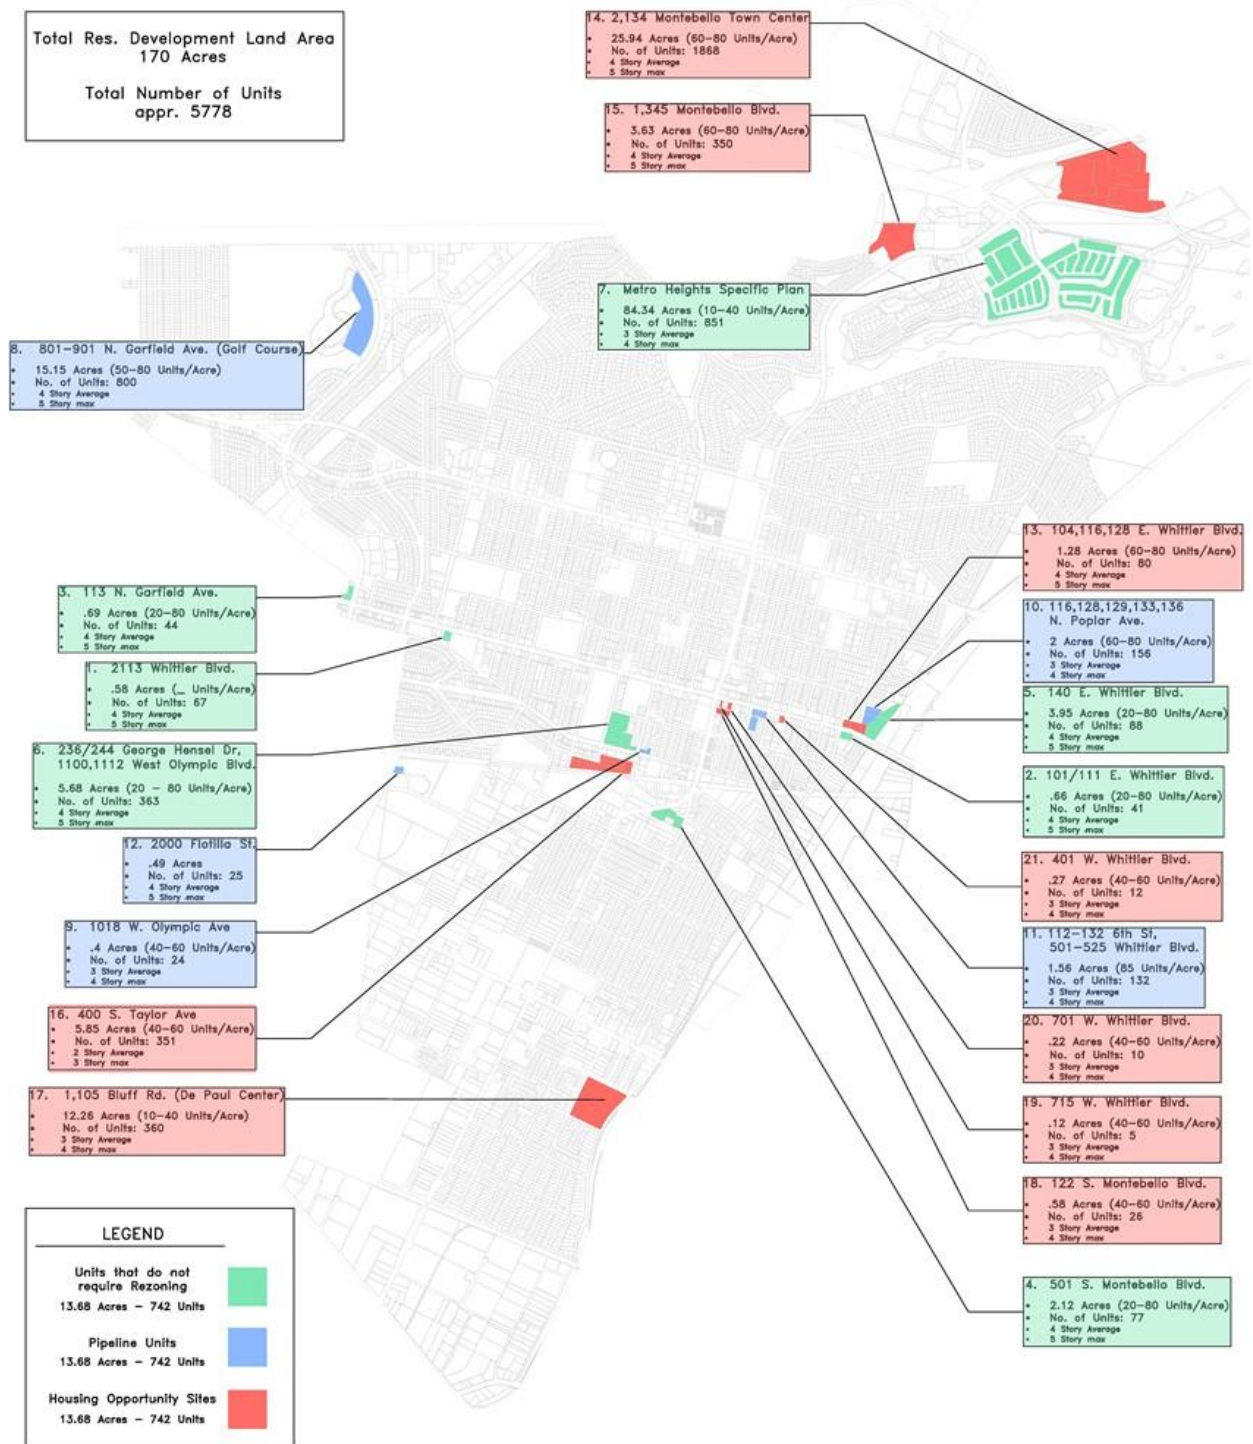 Total Res. Development Land Area
170 Acres
Total Number of Units
appr. 5778
14. 2,134 Montebello Town Center
• 25.94 Acres (60-80 Units/Acre)
• No. of Units: 1868
• 4 Story Average
• 5 Story max
15. 1,345 Montebello Blvd.
• 3.63 Acres (60-80 Units/Acre)
• No. of Units: 350
• 4 Story Average
• 5 Story max
7. Metro Heights Specific Plan
• 84.34 Acres (10-40 Units/Acre)
• No. of Units: 851
• 3 Story Average
• 4 Story max
8. 801-901 N. Garfield Ave. (Golf Course)
• 15.15 Acres (50-80 Units/Acre)
• No. of Units: 800
• 4 Story Average
• 5 Story max
3. 113 N. Garfield Ave.
• .69 Acres (20-80 Units/Acre)
• No. of Units: 44
• 4 Story Average
• 5 Story max
1. 2113 Whittier Blvd.
• .58 Acres (_ Units/Acre)
• No. of Units: 67
• 4 Story Average
• 5 Story max
6. 236/244 George Hensel Dr,
1100,1112 West Olympic Blvd.
• 5.68 Acres (20 - 80 Units/Acre)
• No. of Units: 363
• 4 Story Average
• 5 Story max
12. 2000 Flotilla St.
• .49 Acres
• No. of Units: 25
• 4 Story Average
• 5 Story max
9. 1018 W. Olympic Ave
• .4 Acres (40-60 Units/Acre)
• No. of Units: 24
• 3 Story Average
• 4 Story max
16. 400 S. Taylor Ave
• 5.85 Acres (40-60 Units/Acre)
• No. of Units: 351
• 2 Story Average
• 3 Story max
17. 1,105 Bluff Rd. (De Paul Center)
• 12.26 Acres (10-40 Units/Acre)
• No. of Units: 360
• 3 Story Average
• 4 Story max
13. 104,116,128 E. Whittier Blvd.
• 1.28 Acres (60-80 Units/Acre)
• No. of Units: 80
• 4 Story Average
• 5 Story max
10. 116,128,129,133,136
N. Poplar Ave.
• 2 Acres (60-80 Units/Acre)
• No. of Units: 156
• 3 Story Average
• 4 Story max
5. 140 E. Whittier Blvd.
• 3.95 Acres (20-80 Units/Acre)
• No. of Units: 88
• 4 Story Average
• 5 Story max
2. 101/111 E. Whittier Blvd.
• .66 Acres (20-80 Units/Acre)
• No. of Units: 41
• 4 Story Average
• 5 Story max
21. 401 W. Whittier Blvd.
• .27 Acres (40-60 Units/Acre)
• No. of Units: 12
• 3 Story Average
• 4 Story max
11. 112-132 6th St,
501-525 Whittier Blvd.
• 1.56 Acres (85 Units/Acre)
• No. of Units: 132
• 3 Story Average
• 4 Story max
20. 701 W. Whittier Blvd.
• .22 Acres (40-60 Units/Acre)
• No. of Units: 10
• 3 Story Average
• 4 Story max
19. 715 W. Whittier Blvd.
• .12 Acres (40-60 Units/Acre)
• No. of Units: 5
• 3 Story Average
• 4 Story max
18. 122 S. Montebello Blvd.
• .58 Acres (40-60 Units/Acre)
• No. of Units: 26
• 3 Story Average
• 4 Story max
4. 501 S. Montebello Blvd.
• 2.12 Acres (20-80 Units/Acre)
• No. of Units: 77
• 4 Story Average
• 5 Story max
LEGEND
Units that do not
require Rezoning
13.68 Acres - 742 Units
Pipeline Units
13.68 Acres - 742 Units
Housing Opportunity Sites
13.68 Acres - 742 Units